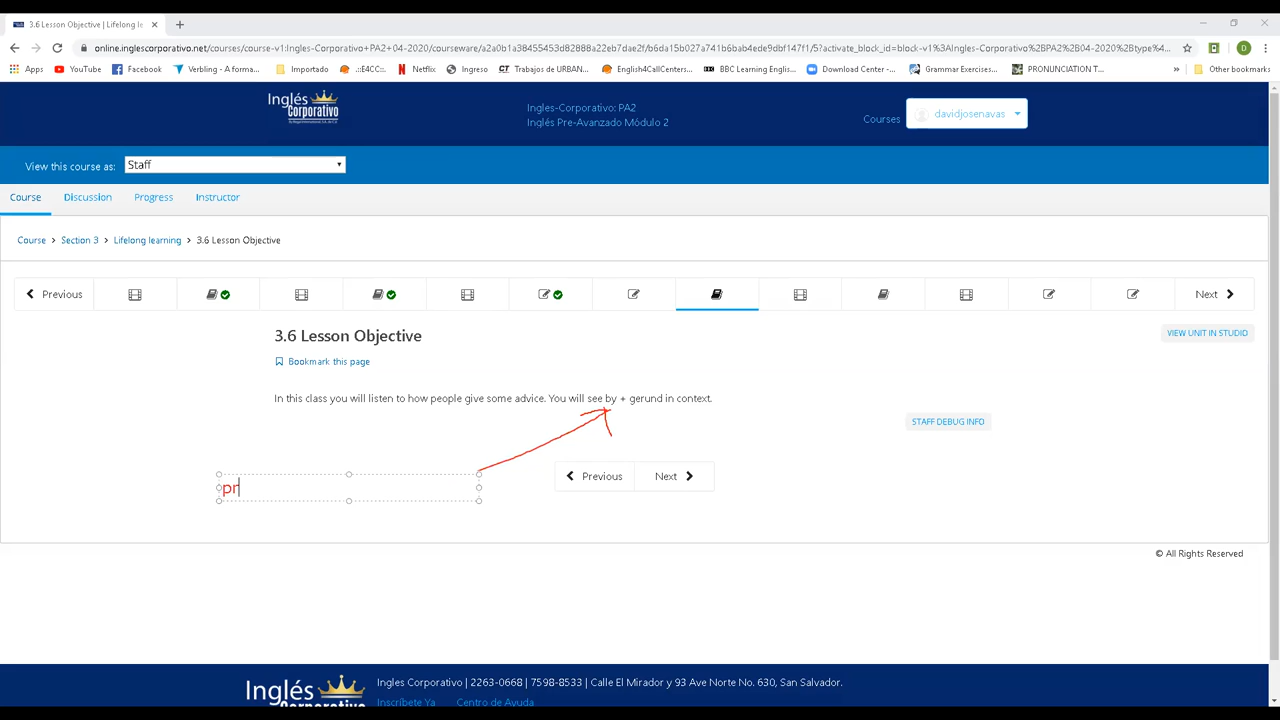 3.6 Lesson Objective | Lifelong le
online.inglescorporativo.net/courses/course-v1:Ingles-Corporativo+PA2+04-2020/courseware/a2a0b1a38455453d82888a22eb7dae2f/b6da15b027a741b6bab4ede9dbf147f1/5?activate_block_id=block-v1%3AIngles-Corporativo%2BPA2%2B04-2020%2Btype%4...
Apps YouTube Facebook Verbling - A forma... Importado .::E4CC::. Netflix Ingreso Trabajos de URBAN... English4CallCenters... BBC Learning Englis... Download Center -... Grammar Exercises... PRONUNCIATION T... » Other bookmarks
D
Inglés
Corporativo
Ingles-Corporativo: PA2
Inglés Pre-Avanzado Módulo 2
Courses
davidjosenavas
View this course as: Staff
Course Discussion Progress Instructor
Course > Section 3 > Lifelong learning > 3.6 Lesson Objective
Previous Next
3.6 Lesson Objective
VIEW UNIT IN STUDIO
Bookmark this page
In this class you will listen to how people give some advice. You will see by + gerund in context.
STAFF DEBUG INFO
Previous Next
pr
© All Rights Reserved
Inglés
Corporativo
Ingles Corporativo | 2263-0668 | 7598-8533 | Calle El Mirador y 93 Ave Norte No. 630, San Salvador.
Inscríbete Ya Centro de Ayuda